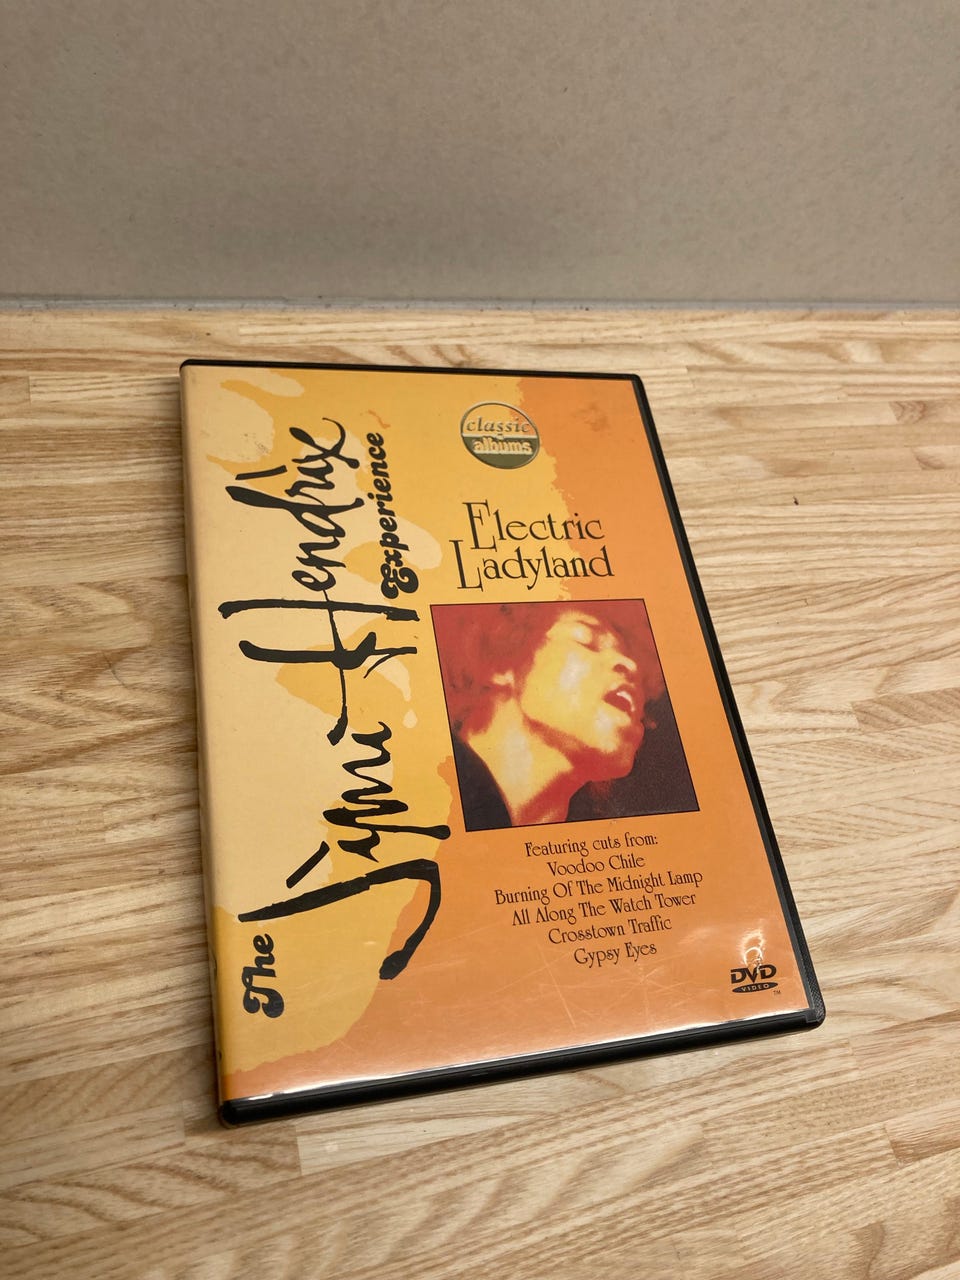 The
Jimi Hendrix
Experience
classic
albums
Electric
Ladyland
Featuring cuts from:
Voodoo Chile
Burning Of The Midnight Lamp
All Along The Watch Tower
Crosstown Traffic
Gypsy Eyes
DVD
VIDEO
TM